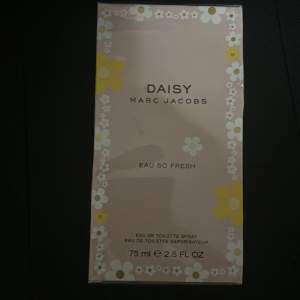 DAISY
MARC JACOBS
EAU SO FRESH
EAU DE TOILETTE SPRAY
EAU DE TOILETTE VAPORISATEUR
75 ml ℮ 2.5 FL OZ